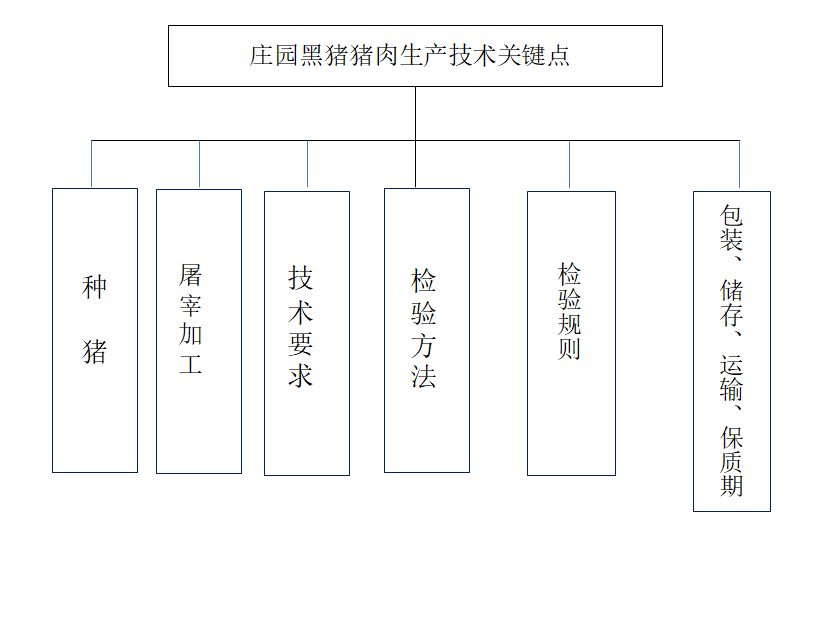 庄园黑猪猪肉生产技术关键点
种猪
屠宰加工
技术要求
检验方法
检验规则
包装、储存、运输、保质期